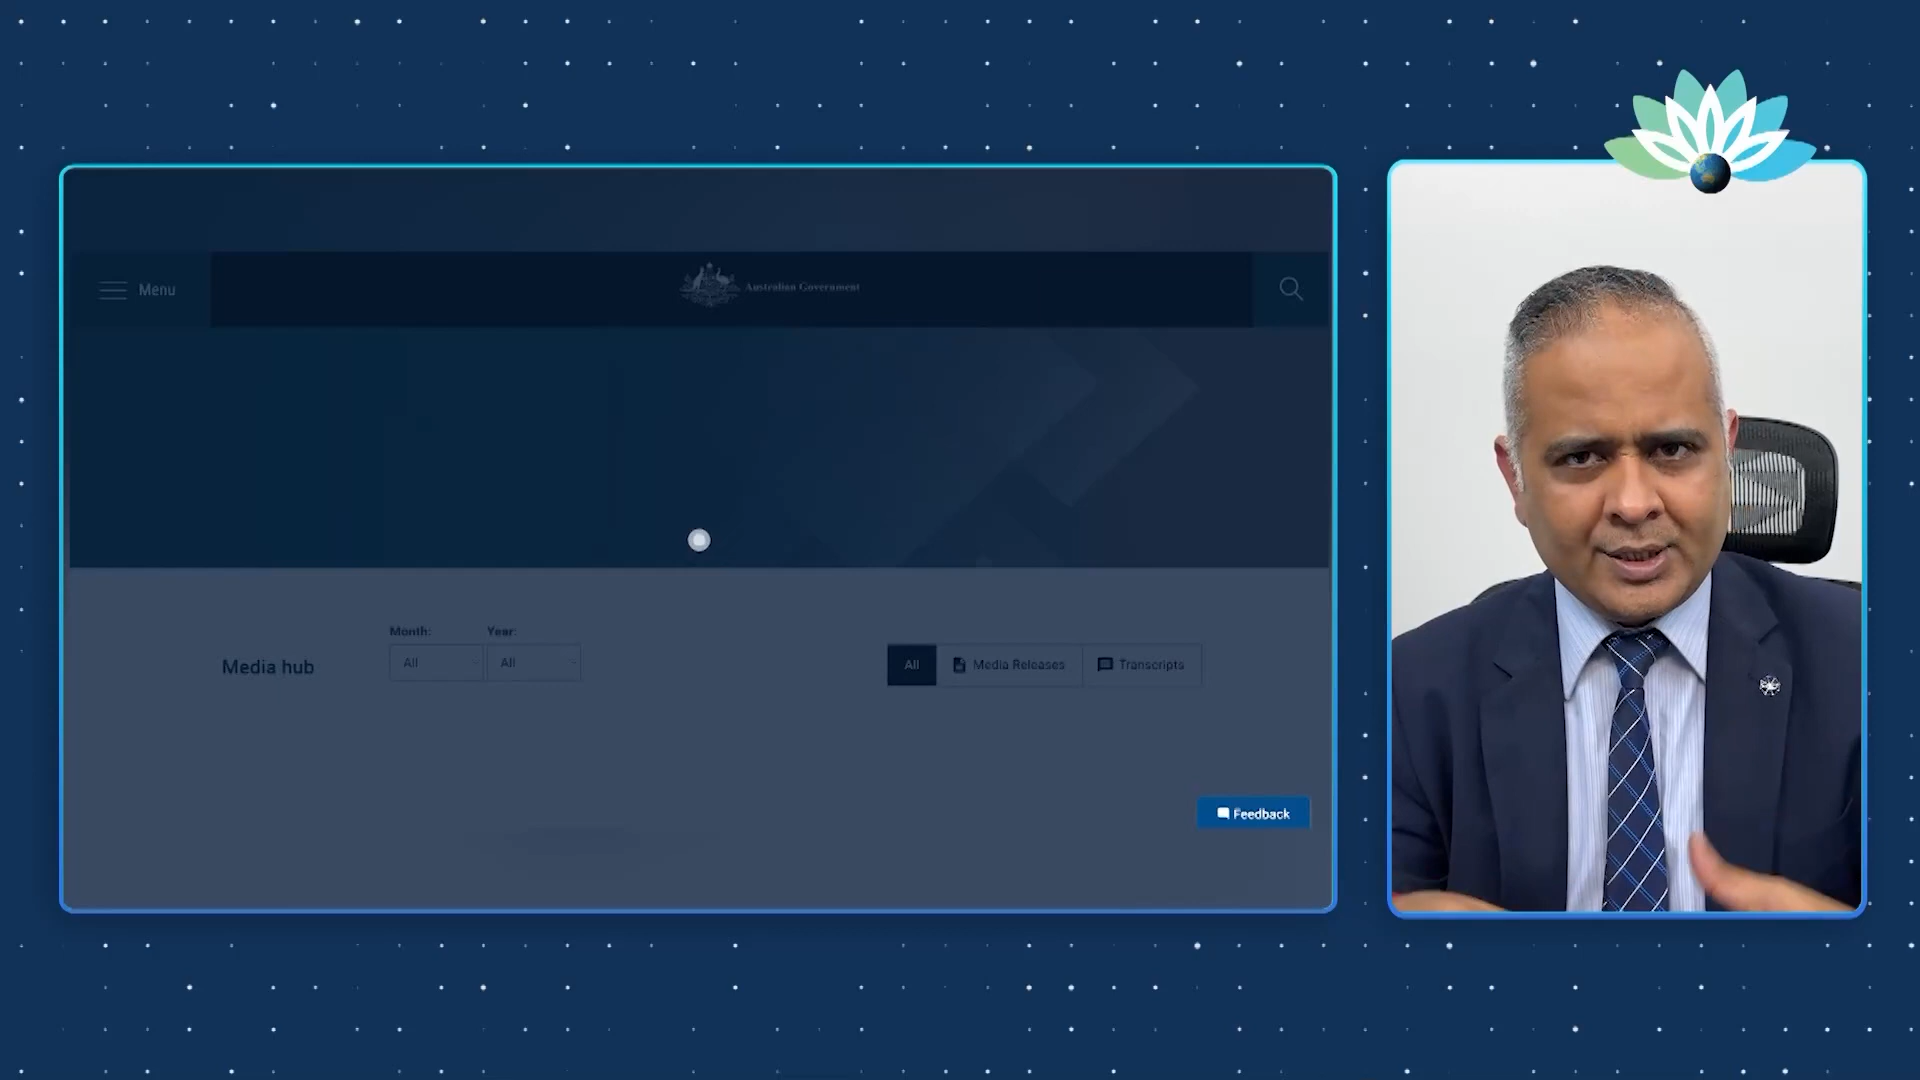 Menu
Australian Government
Month:
Year:
Media hub
All
All
All
Media Releases
Transcripts
Feedback